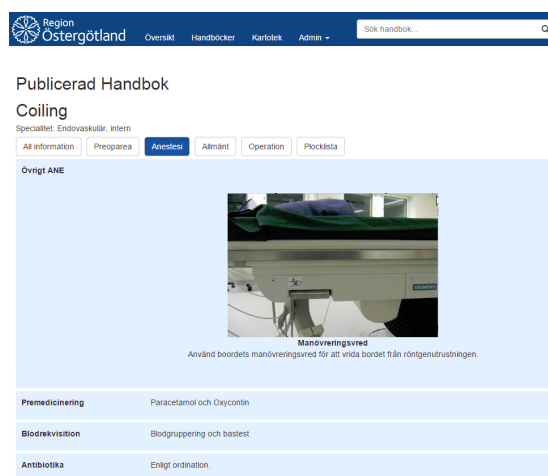 Region
Östergötland
Översikt Handböcker Kartotek Admin
Sök handbok...
Publicerad Handbok
Coiling
Specialitet: Endovaskulär, intern
All information Preoparea Anestesi Allmänt Operation Plocklista
Övrigt ANE
SIEMENS
Manövreringsvred
Använd boordets manövreringsvred för att vrida bordet från röntgenutrustningen.
Premedicinering Paracetamol och Oxycontin
Blodrekvisition Blodgruppering och bastest
Antibiotika Enligt ordination.